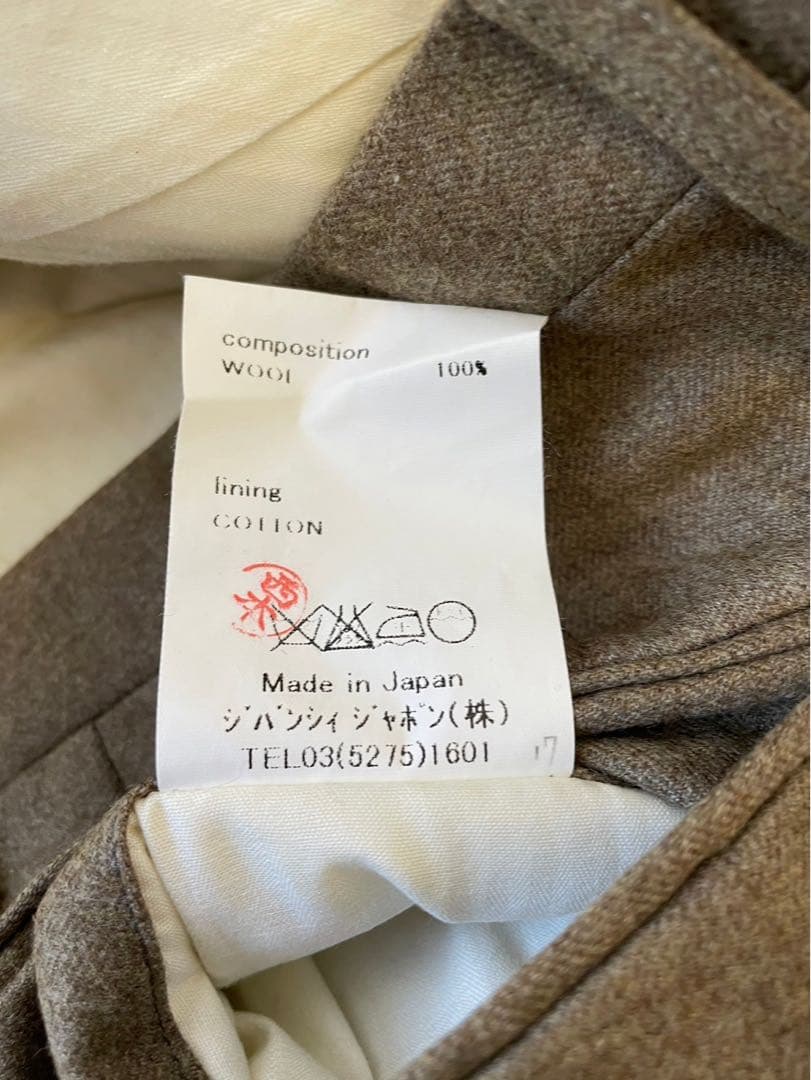 composition
WOOL 100%
lining
COTTON
Made in Japan
ジバンシィ ジャポン(株)
TEL03(5275)1601 17